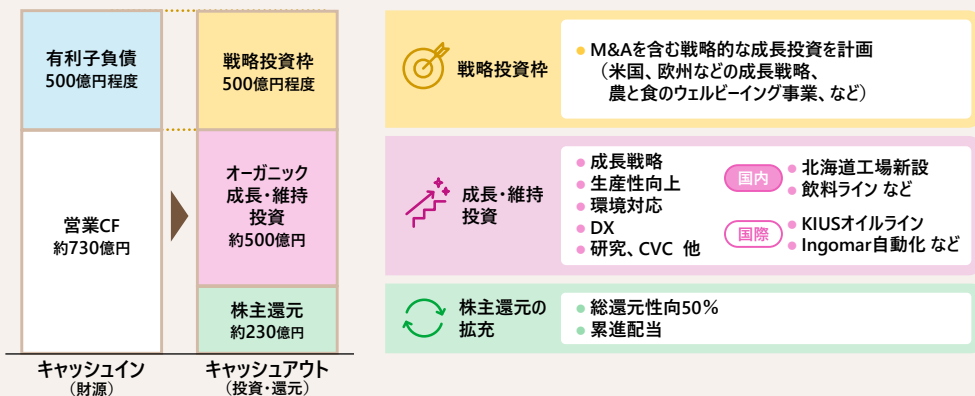 有利子負債
500億円程度
営業CF
約730億円
キャッシュイン
（財源）
戦略投資枠
500億円程度
オーガニック
成長・維持
投資
約500億円
株主還元
約230億円
キャッシュアウト
（投資・還元）
戦略投資枠
● M&Aを含む戦略的な成長投資を計画
（米国、欧州などの成長戦略、
農と食のウェルビーイング事業、など）
成長・維持
投資
● 成長戦略
● 生産性向上
● 環境対応
● DX
● 研究、CVC 他
国内
● 北海道工場新設
● 飲料ライン など
国際
● KIUSオイルライン
● Ingomar自動化 など
株主還元の
拡充
● 総還元性向50％
● 累進配当